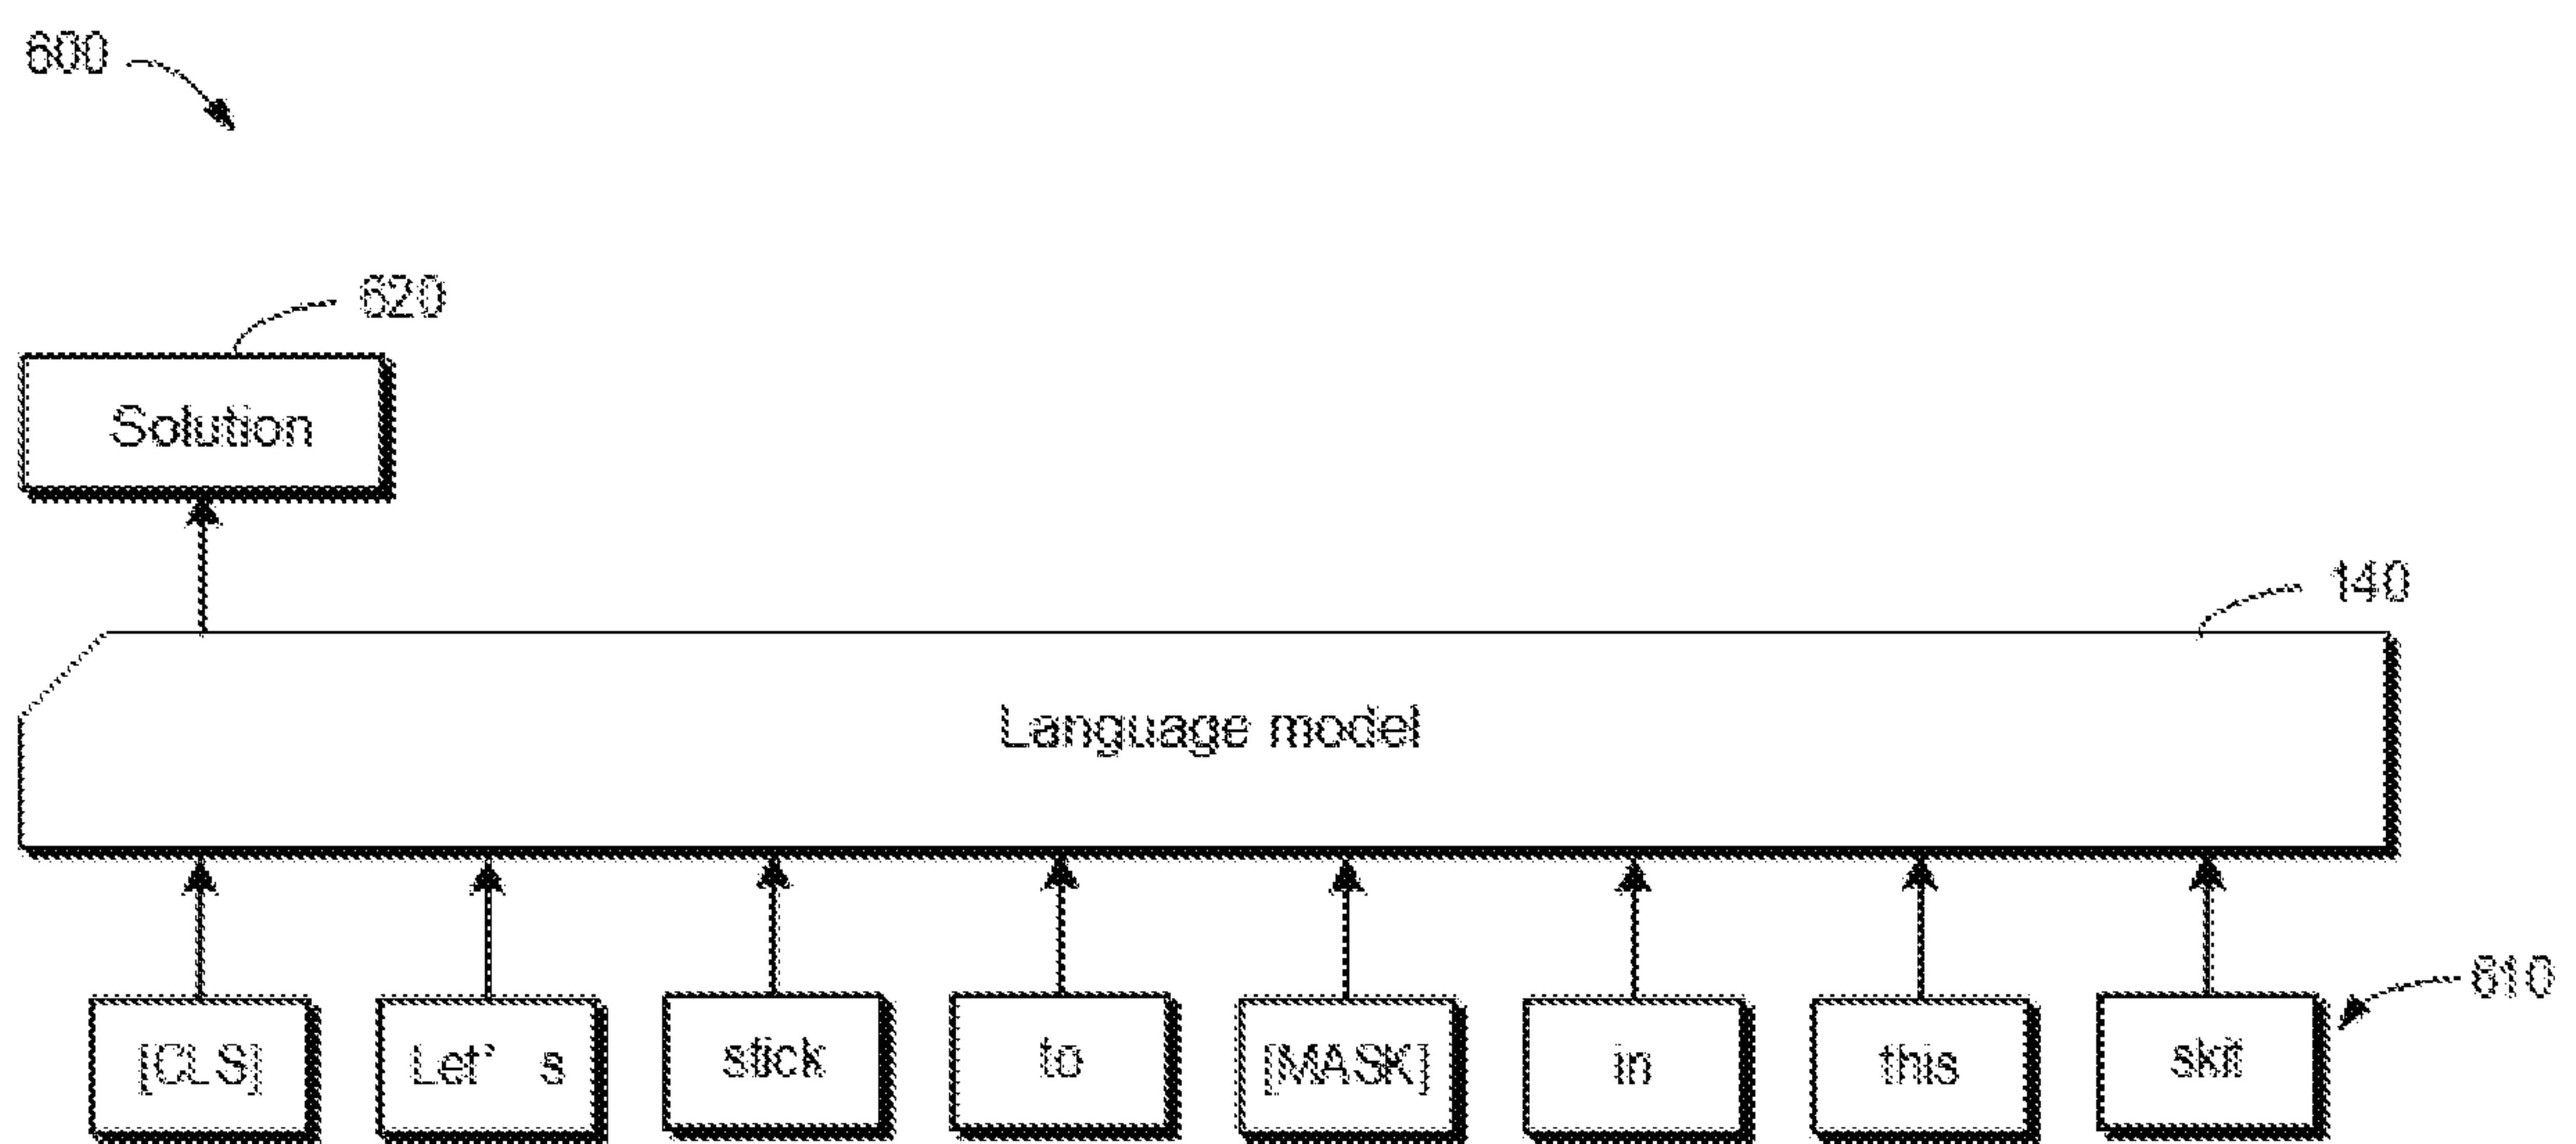 600
620
Solution
140
Language model
610
[CLS] Let' s stick to [MASK] in this skit